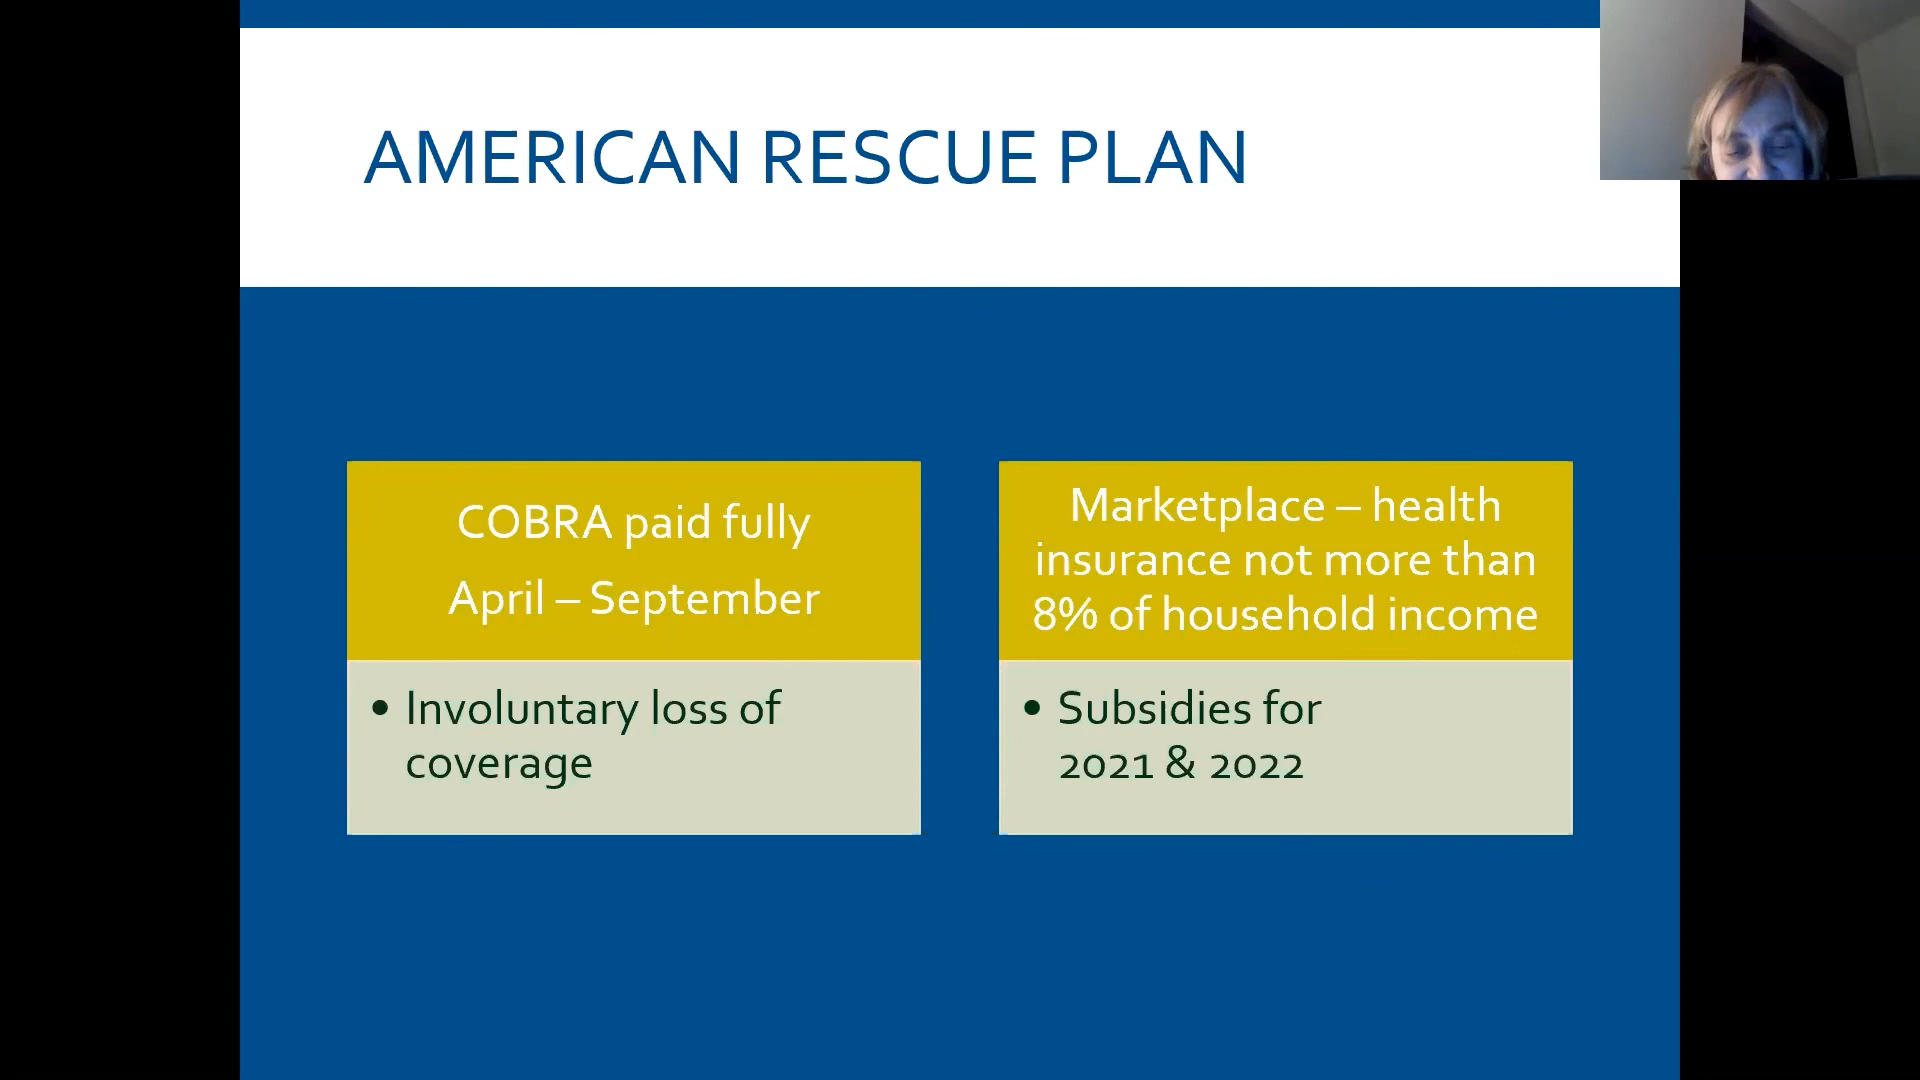 AMERICAN RESCUE PLAN
COBRA paid fully
April – September
• Involuntary loss of
coverage
Marketplace – health
insurance not more than
8% of household income
• Subsidies for
2021 & 2022